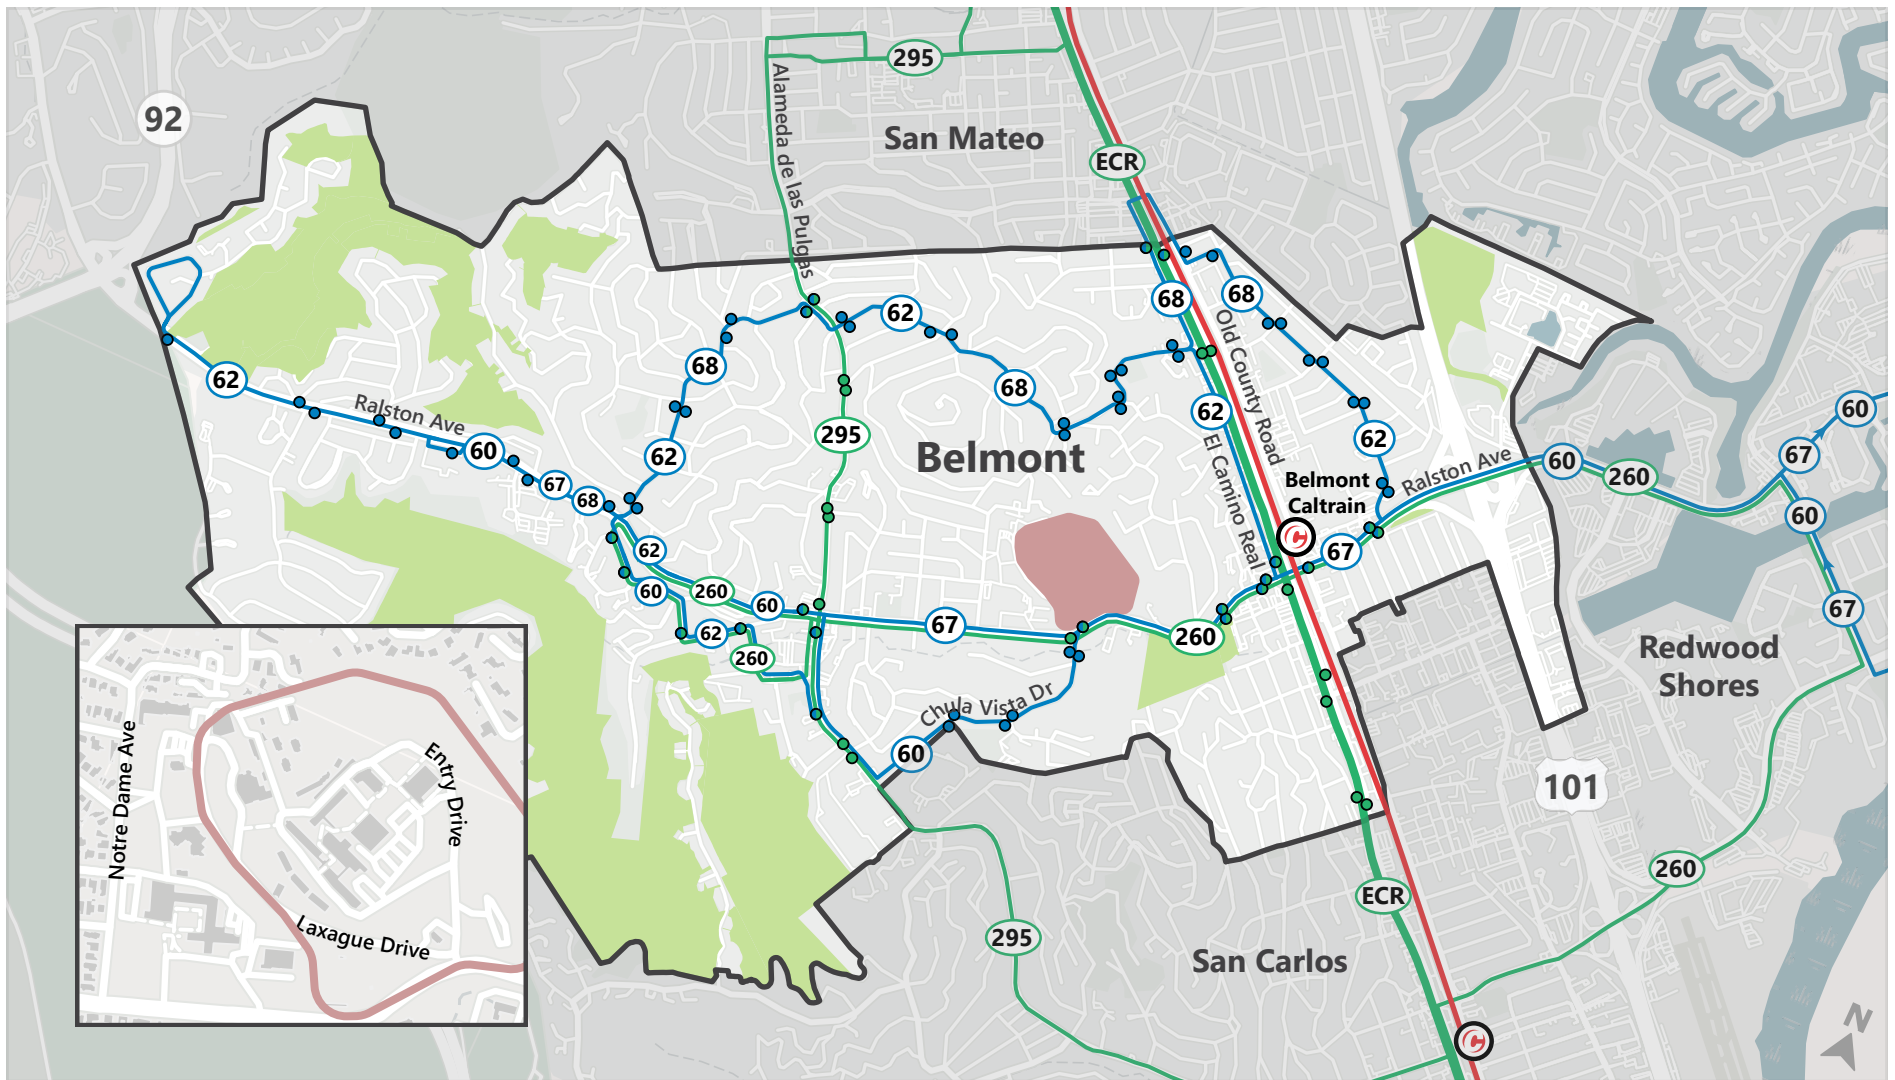 295
92
San Mateo
Alameda de las Pulgas
ECR
68
68
62
Old County Road
68
62
Ralston Ave
68
62
60
62
295
Belmont
El Camino Real
62
60
62
Belmont
Caltrain
Ralston Ave
60
260
67
60
67
68
C
67
62
60
260
60
67
260
67
62
260
Redwood
Shores
Chula Vista Dr
60
101
Notre Dame Ave
Entry Drive
Laxague Drive
260
ECR
295
San Carlos
C
N